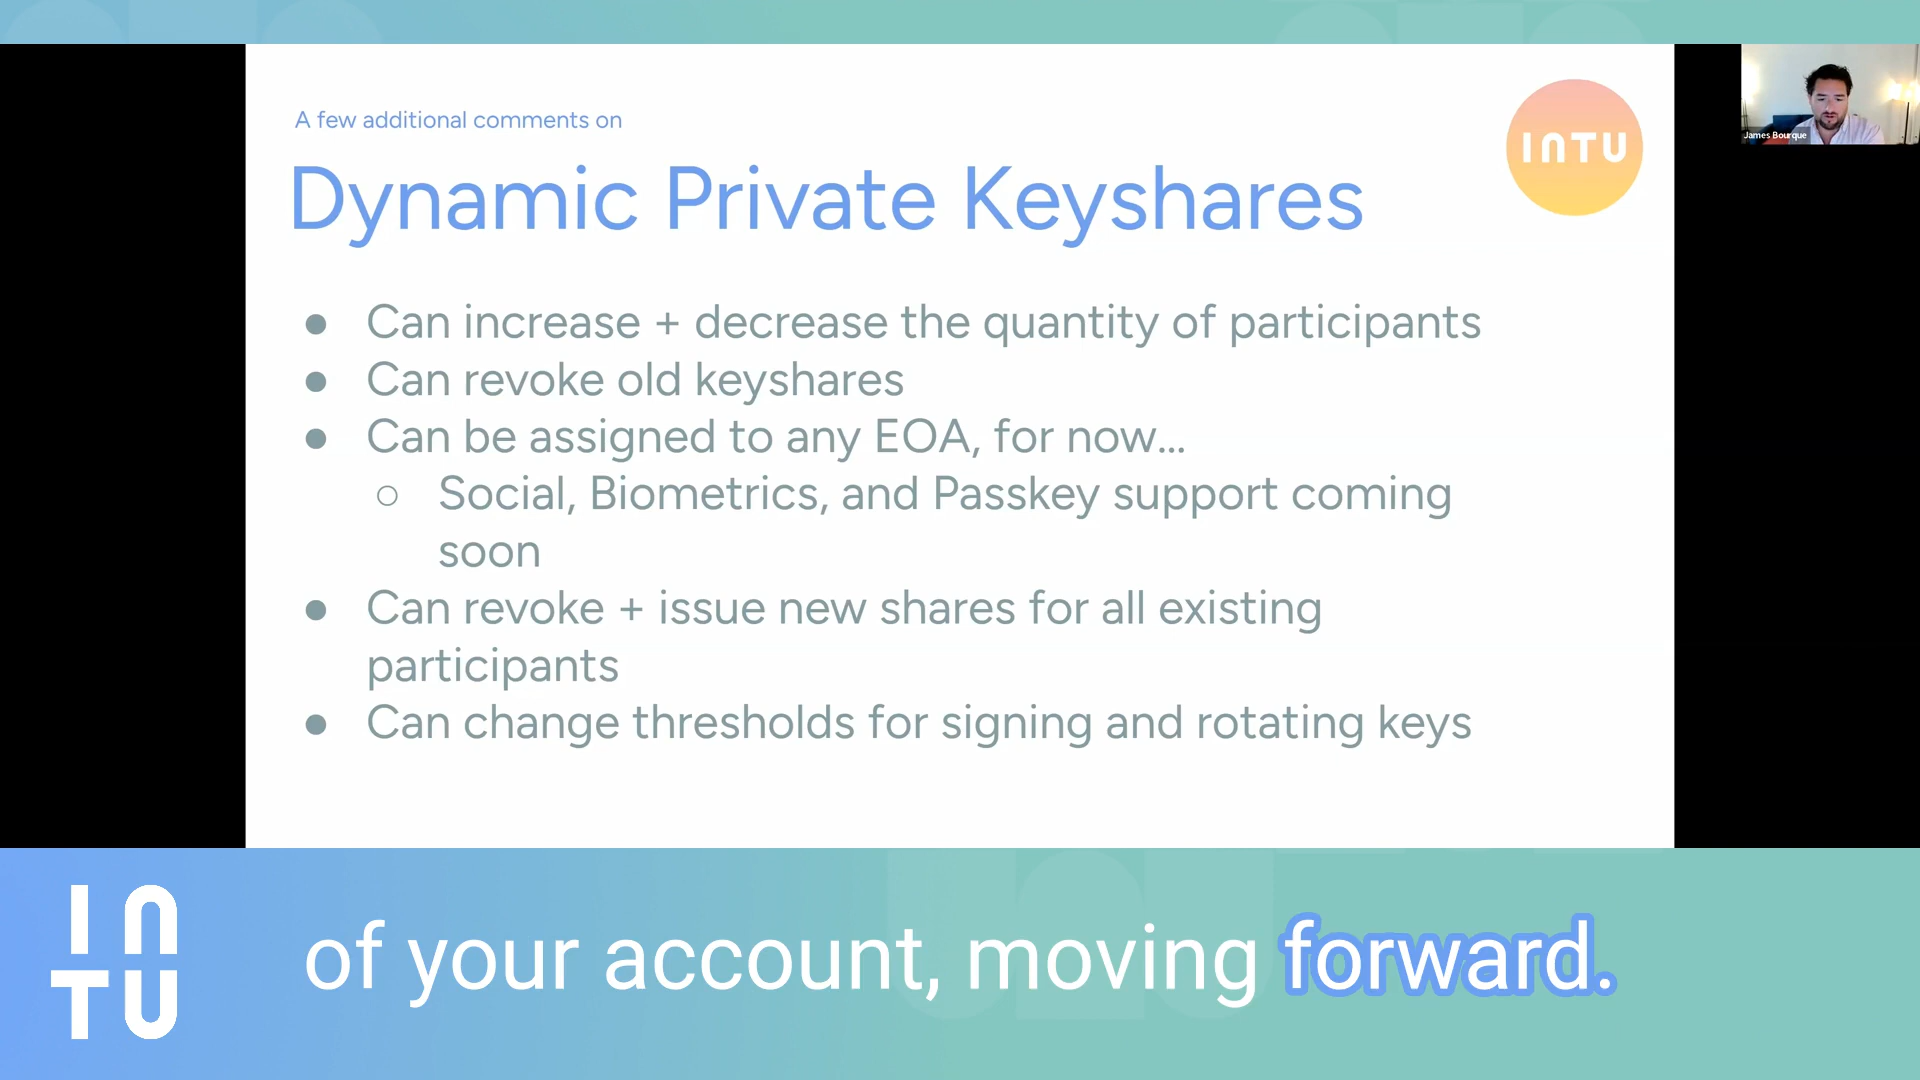 A few additional comments on
Dynamic Private Keyshares
INTU
James Bourque
● Can increase + decrease the quantity of participants
● Can revoke old keyshares
● Can be assigned to any EOA, for now...
○ Social, Biometrics, and Passkey support coming
soon
● Can revoke + issue new shares for all existing
participants
● Can change thresholds for signing and rotating keys
IN
TU
of your account, moving forward.